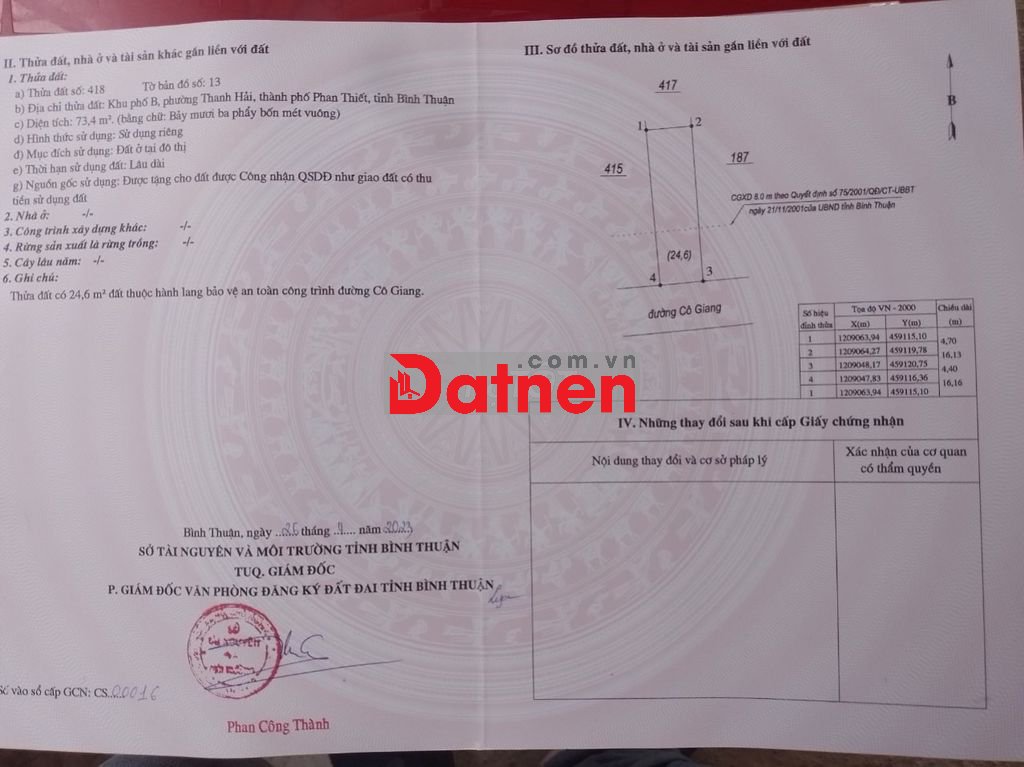 II. Thửa đất, nhà ở và tài sản khác gắn liền với đất
1. Thửa đất:
a) Thửa đất số: 418 Tờ bản đồ số: 13
b) Địa chỉ thửa đất: Khu phố B, phường Thanh Hải, thành phố Phan Thiết, tỉnh Bình Thuận
c) Diện tích: 73,4 m². (bằng chữ: Bảy mươi ba phẩy bốn mét vuông)
d) Hình thức sử dụng: Sử dụng riêng
đ) Mục đích sử dụng: Đất ở tại đô thị
e) Thời hạn sử dụng đất: Lâu dài
g) Nguồn gốc sử dụng: Được tặng cho đất được Công nhận QSDĐ như giao đất có thu
tiền sử dụng đất
2. Nhà ở: -/-
3. Công trình xây dựng khác: -/-
4. Rừng sản xuất là rừng trồng: -/-
5. Cây lâu năm: -/-
6. Ghi chú:
Thửa đất có 24,6 m² đất thuộc hành lang bảo vệ an toàn công trình đường Cô Giang.
Bình Thuận, ngày ..26 tháng .... năm 2023
SỞ TÀI NGUYÊN VÀ MÔI TRƯỜNG TỈNH BÌNH THUẬN
TUQ. GIÁM ĐỐC
P. GIÁM ĐỐC VĂN PHÒNG ĐĂNG KÝ ĐẤT ĐAI TỈNH BÌNH THUẬN
SỞ
TÀI NGUYÊN
Số vào sổ cấp GCN: CS..00016
Phan Công Thành
III. Sơ đồ thửa đất, nhà ở và tài sản gắn liền với đất
417
B
1 2
415
187
CGXD 8.0 m theo Quyết định số 75/2001/QĐ/CT-UBBT
ngày 21/11/2001của UBND tỉnh Bình Thuận
(24,6)
4 3
đường Cô Giang
Số hiệu đỉnh thửa Tọa độ VN - 2000 Chiều dài (m)
X(m) Y(m)
1 1209063,94 459115,10
4,70
2 1209064,27 459119,78
16,13
3 1209048,17 459120,75
4,40
4 1209047,83 459116,36
16,16
1 1209063,94 459115,10
.com.vn
Datnen
IV. Những thay đổi sau khi cấp Giấy chứng nhận
Nội dung thay đổi và cơ sở pháp lý
Xác nhận của cơ quan
có thẩm quyền